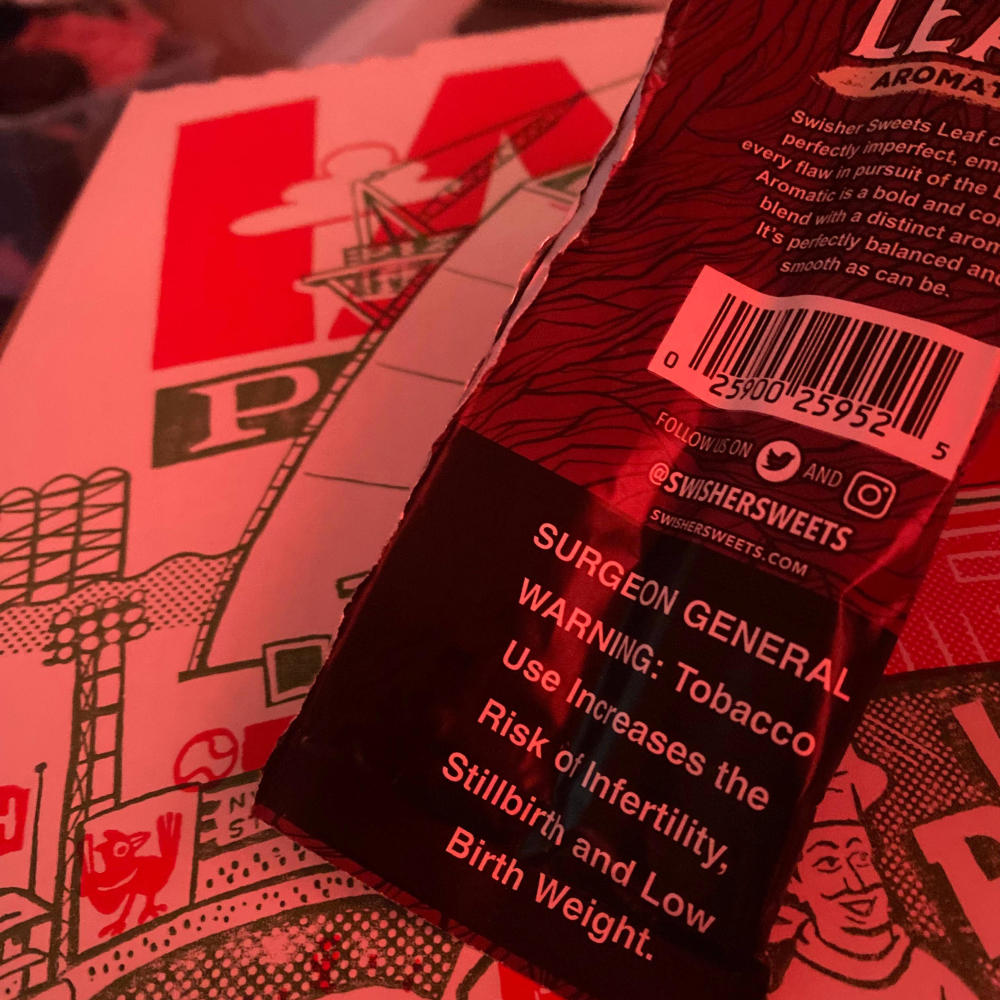 AROMAT
Swisher Sweets Leaf
perfectly imperfect, em
every flaw in pursuit of the
Aromatic is a bold and co
blend with a distinct arom
It's perfectly balanced and
smooth as can be.
0 25900 25952 5
FOLLOW US ON AND
@SWISHERSWEETS
SWISHERSWEETS.COM
SURGEON GENERAL
WARNING: Tobacco
Use Increases the
Risk of Infertility,
Stillbirth and Low
Birth Weight.
P
H